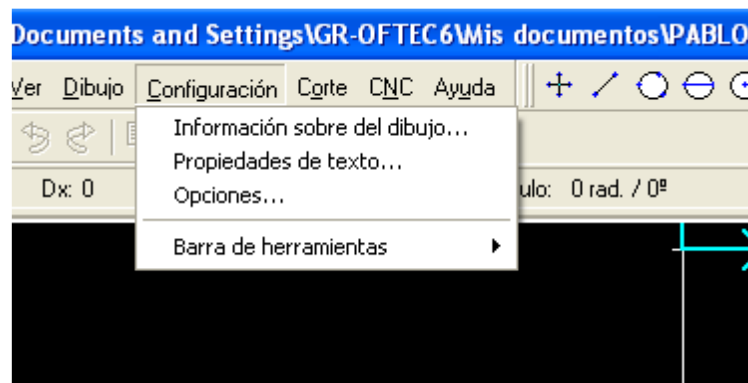 Documents and Settings\GR-OFTEC6\Mis documentos\PABLO
Ver Dibujo Configuración Corte CNC Ayuda
Información sobre del dibujo...
Propiedades de texto...
Dx: 0 ulo: 0 rad. / 0º
Opciones...
Barra de herramientas